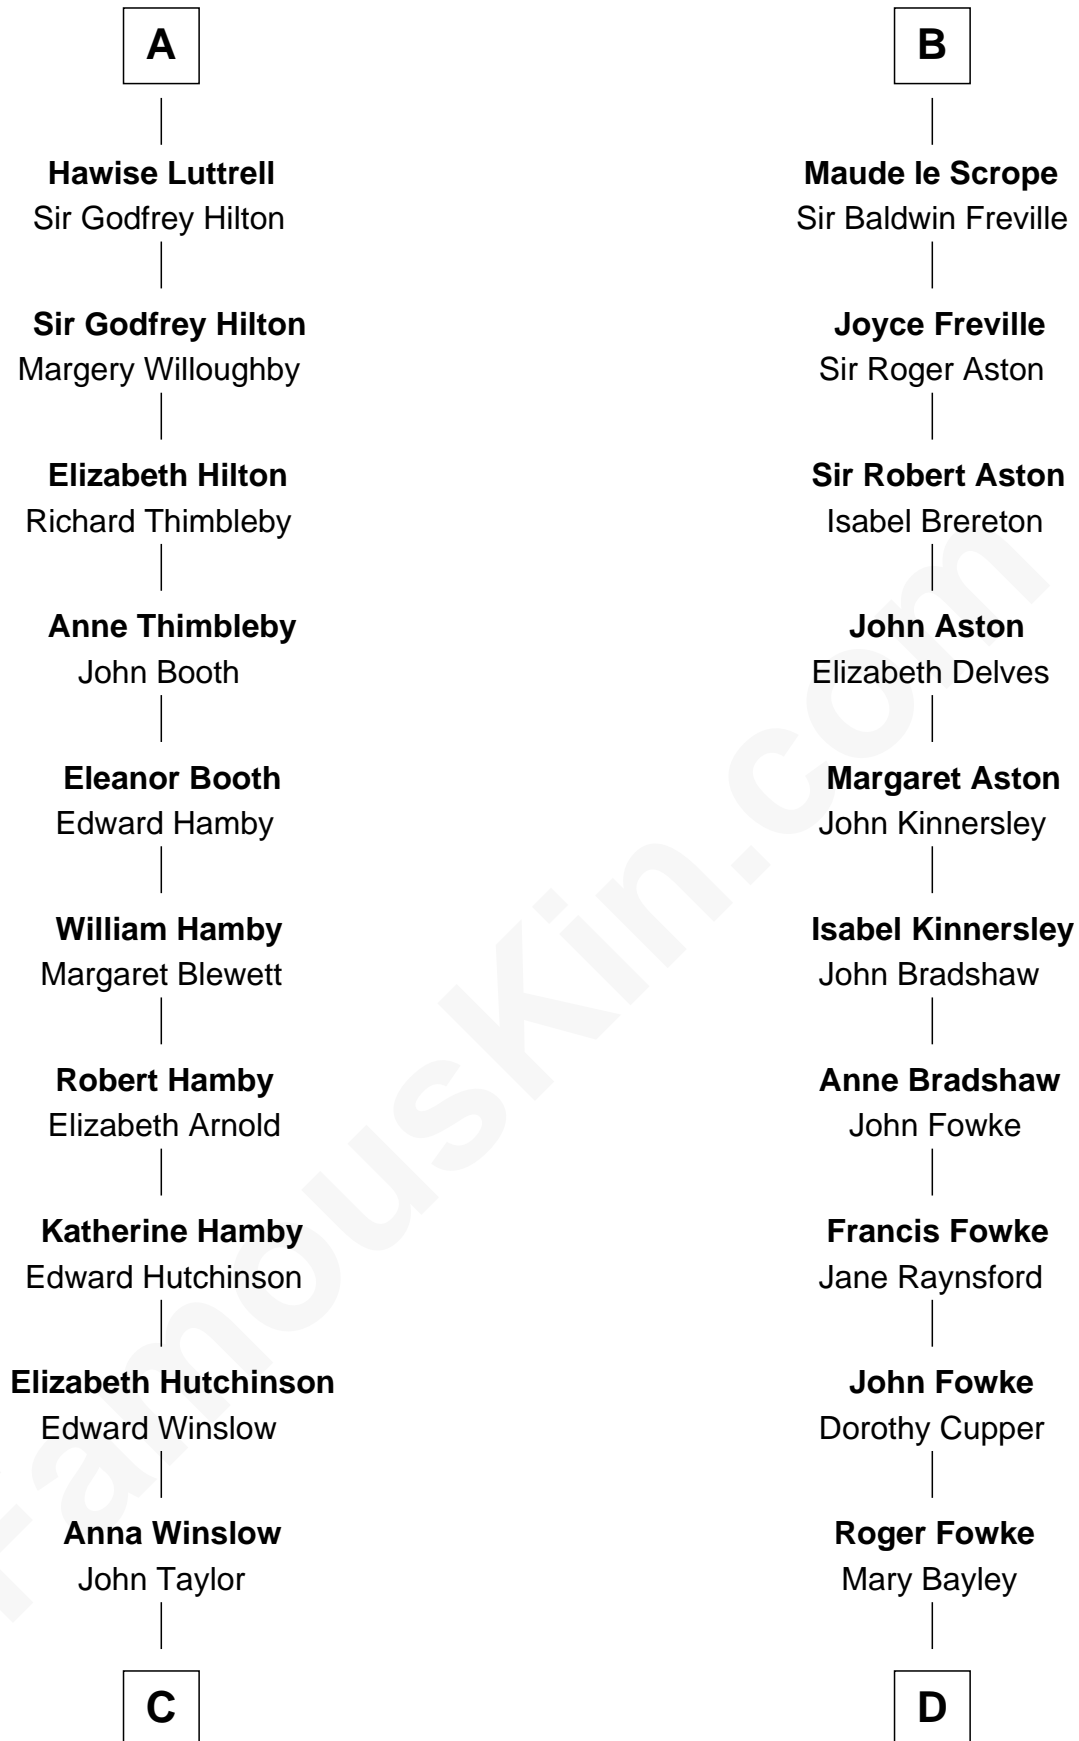 A
Hawise Luttrell
Sir Godfrey Hilton
Sir Godfrey Hilton
Margery Willoughby
Elizabeth Hilton
Richard Thimbleby
Anne Thimbleby
John Booth
Eleanor Booth
Edward Hamby
William Hamby
Margaret Blewett
Robert Hamby
Elizabeth Arnold
Katherine Hamby
Edward Hutchinson
Elizabeth Hutchinson
Edward Winslow
Anna Winslow
John Taylor
C
B
Maude le Scrope
Sir Baldwin Freville
Joyce Freville
Sir Roger Aston
Sir Robert Aston
Isabel Brereton
John Aston
Elizabeth Delves
Margaret Aston
John Kinnersley
Isabel Kinnersley
John Bradshaw
Anne Bradshaw
John Fowke
Francis Fowke
Jane Raynsford
John Fowke
Dorothy Cupper
Roger Fowke
Mary Bayley
D
FamousKin.com